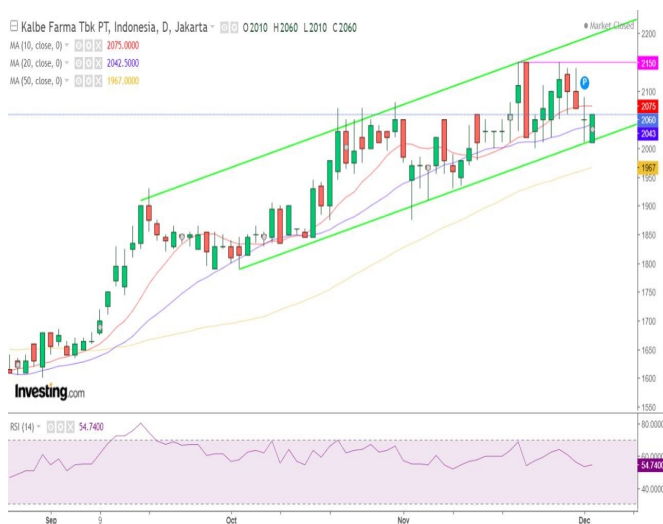 Kalbe Farma Tbk PT, Indonesia, D, Jakarta O2010 H2060 L2010 C2060
Market Closed
MA (10, close, 0) 2075.0000
MA (20, close, 0) 2042.5000
MA (50, close, 0) 1967.0000
2200
2150
2100
P
2075
2060
2043
2000
1967
1900
1850
1800
1750
1700
1650
1600
1550
Investing.com
RSI (14) 54.7400
80.0000
60.0000
54.7400
40.0000
Sep 9 Oct Nov Dec